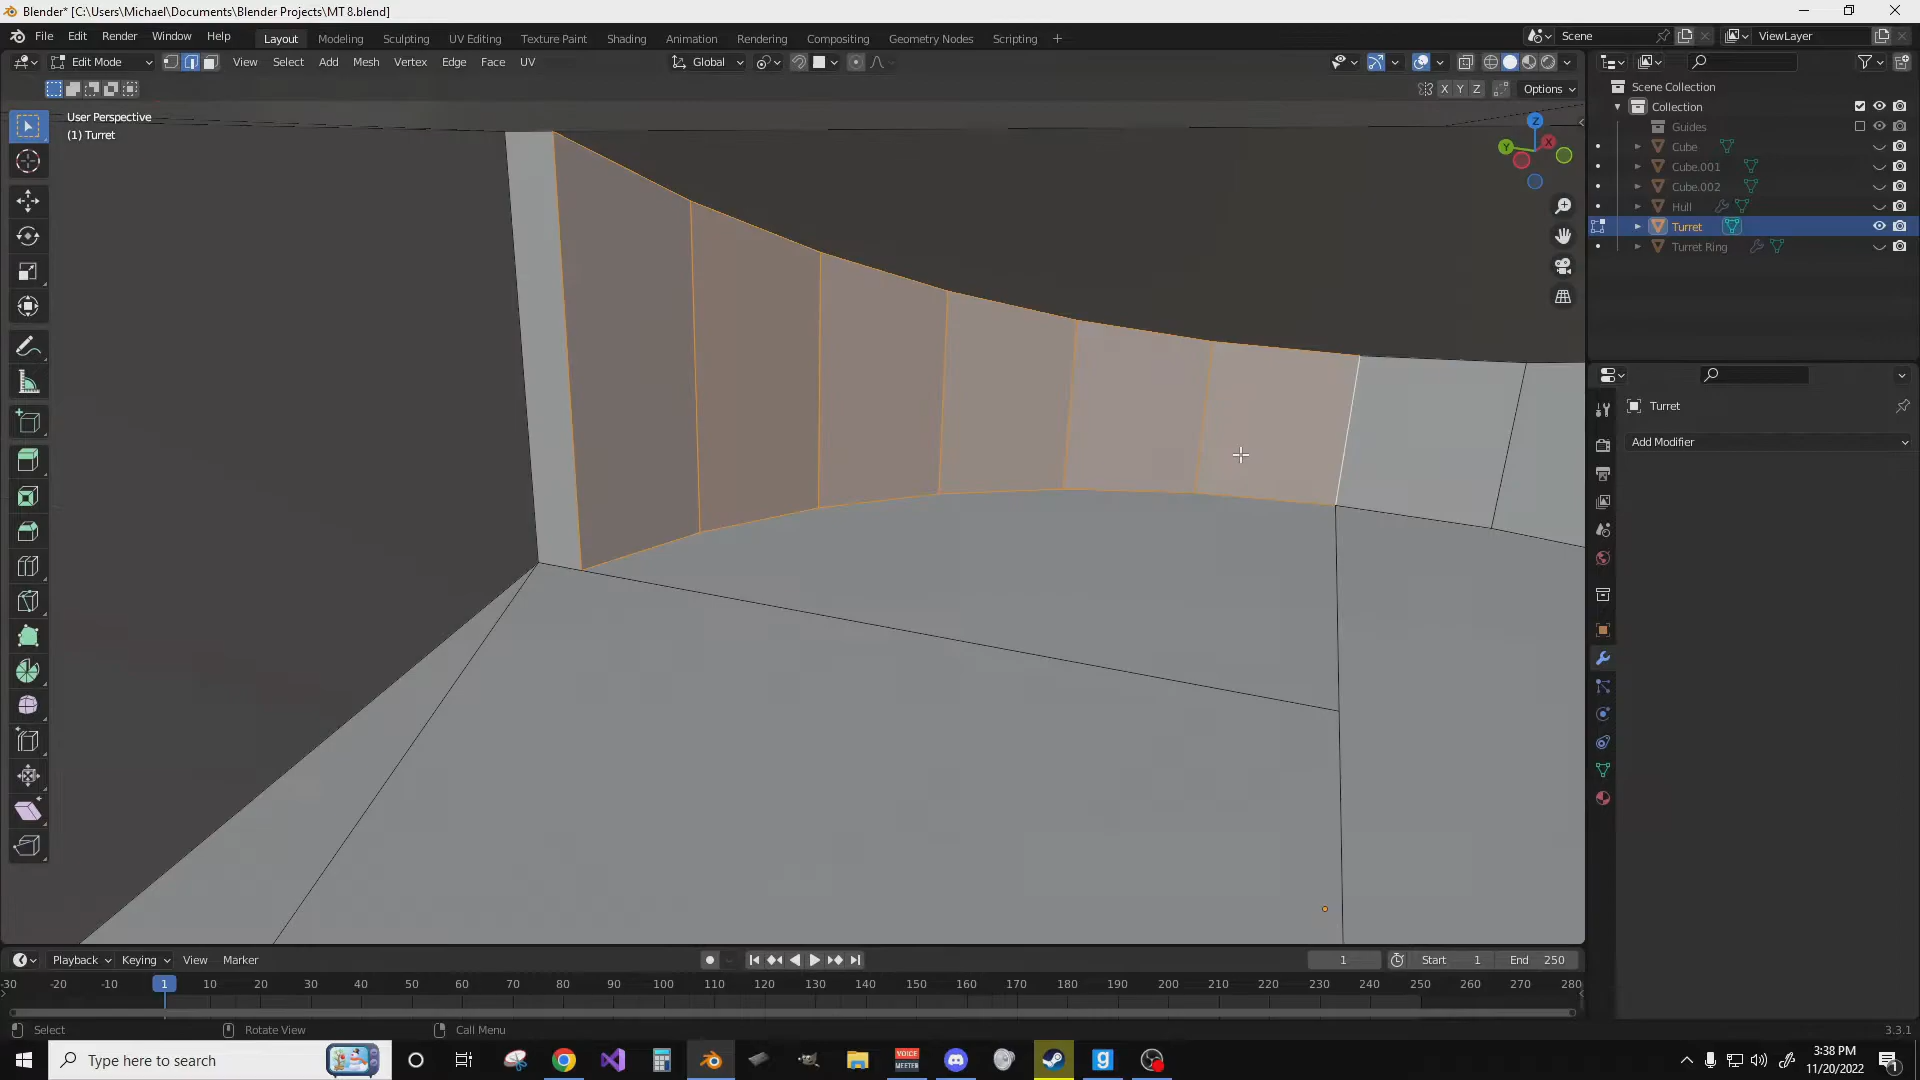 Blender* [C:\Users\Michael\Documents\Blender Projects\MT 8.blend]
File Edit Render Window Help Layout Modeling Sculpting UV Editing Texture Paint Shading Animation Rendering Compositing Geometry Nodes Scripting + Scene ViewLayer
Edit Mode View Select Add Mesh Vertex Edge Face UV Global
X Y Z Options
User Perspective
(1) Turret
Z
Y
X
Scene Collection
Collection
Guides
Cube
Cube.001
Cube.002
Hull
Turret
Turret Ring
Turret
Add Modifier
Playback Keying View Marker 1 Start 1 End 250
-30 -20 -10 1 10 20 30 40 50 60 70 80 90 100 110 120 130 140 150 160 170 180 190 200 210 220 230 240 250 260 270 280
Select Rotate View Call Menu 3.3.1
Type here to search
VOICE
MEETER
g
3:38 PM
11/20/2022
1